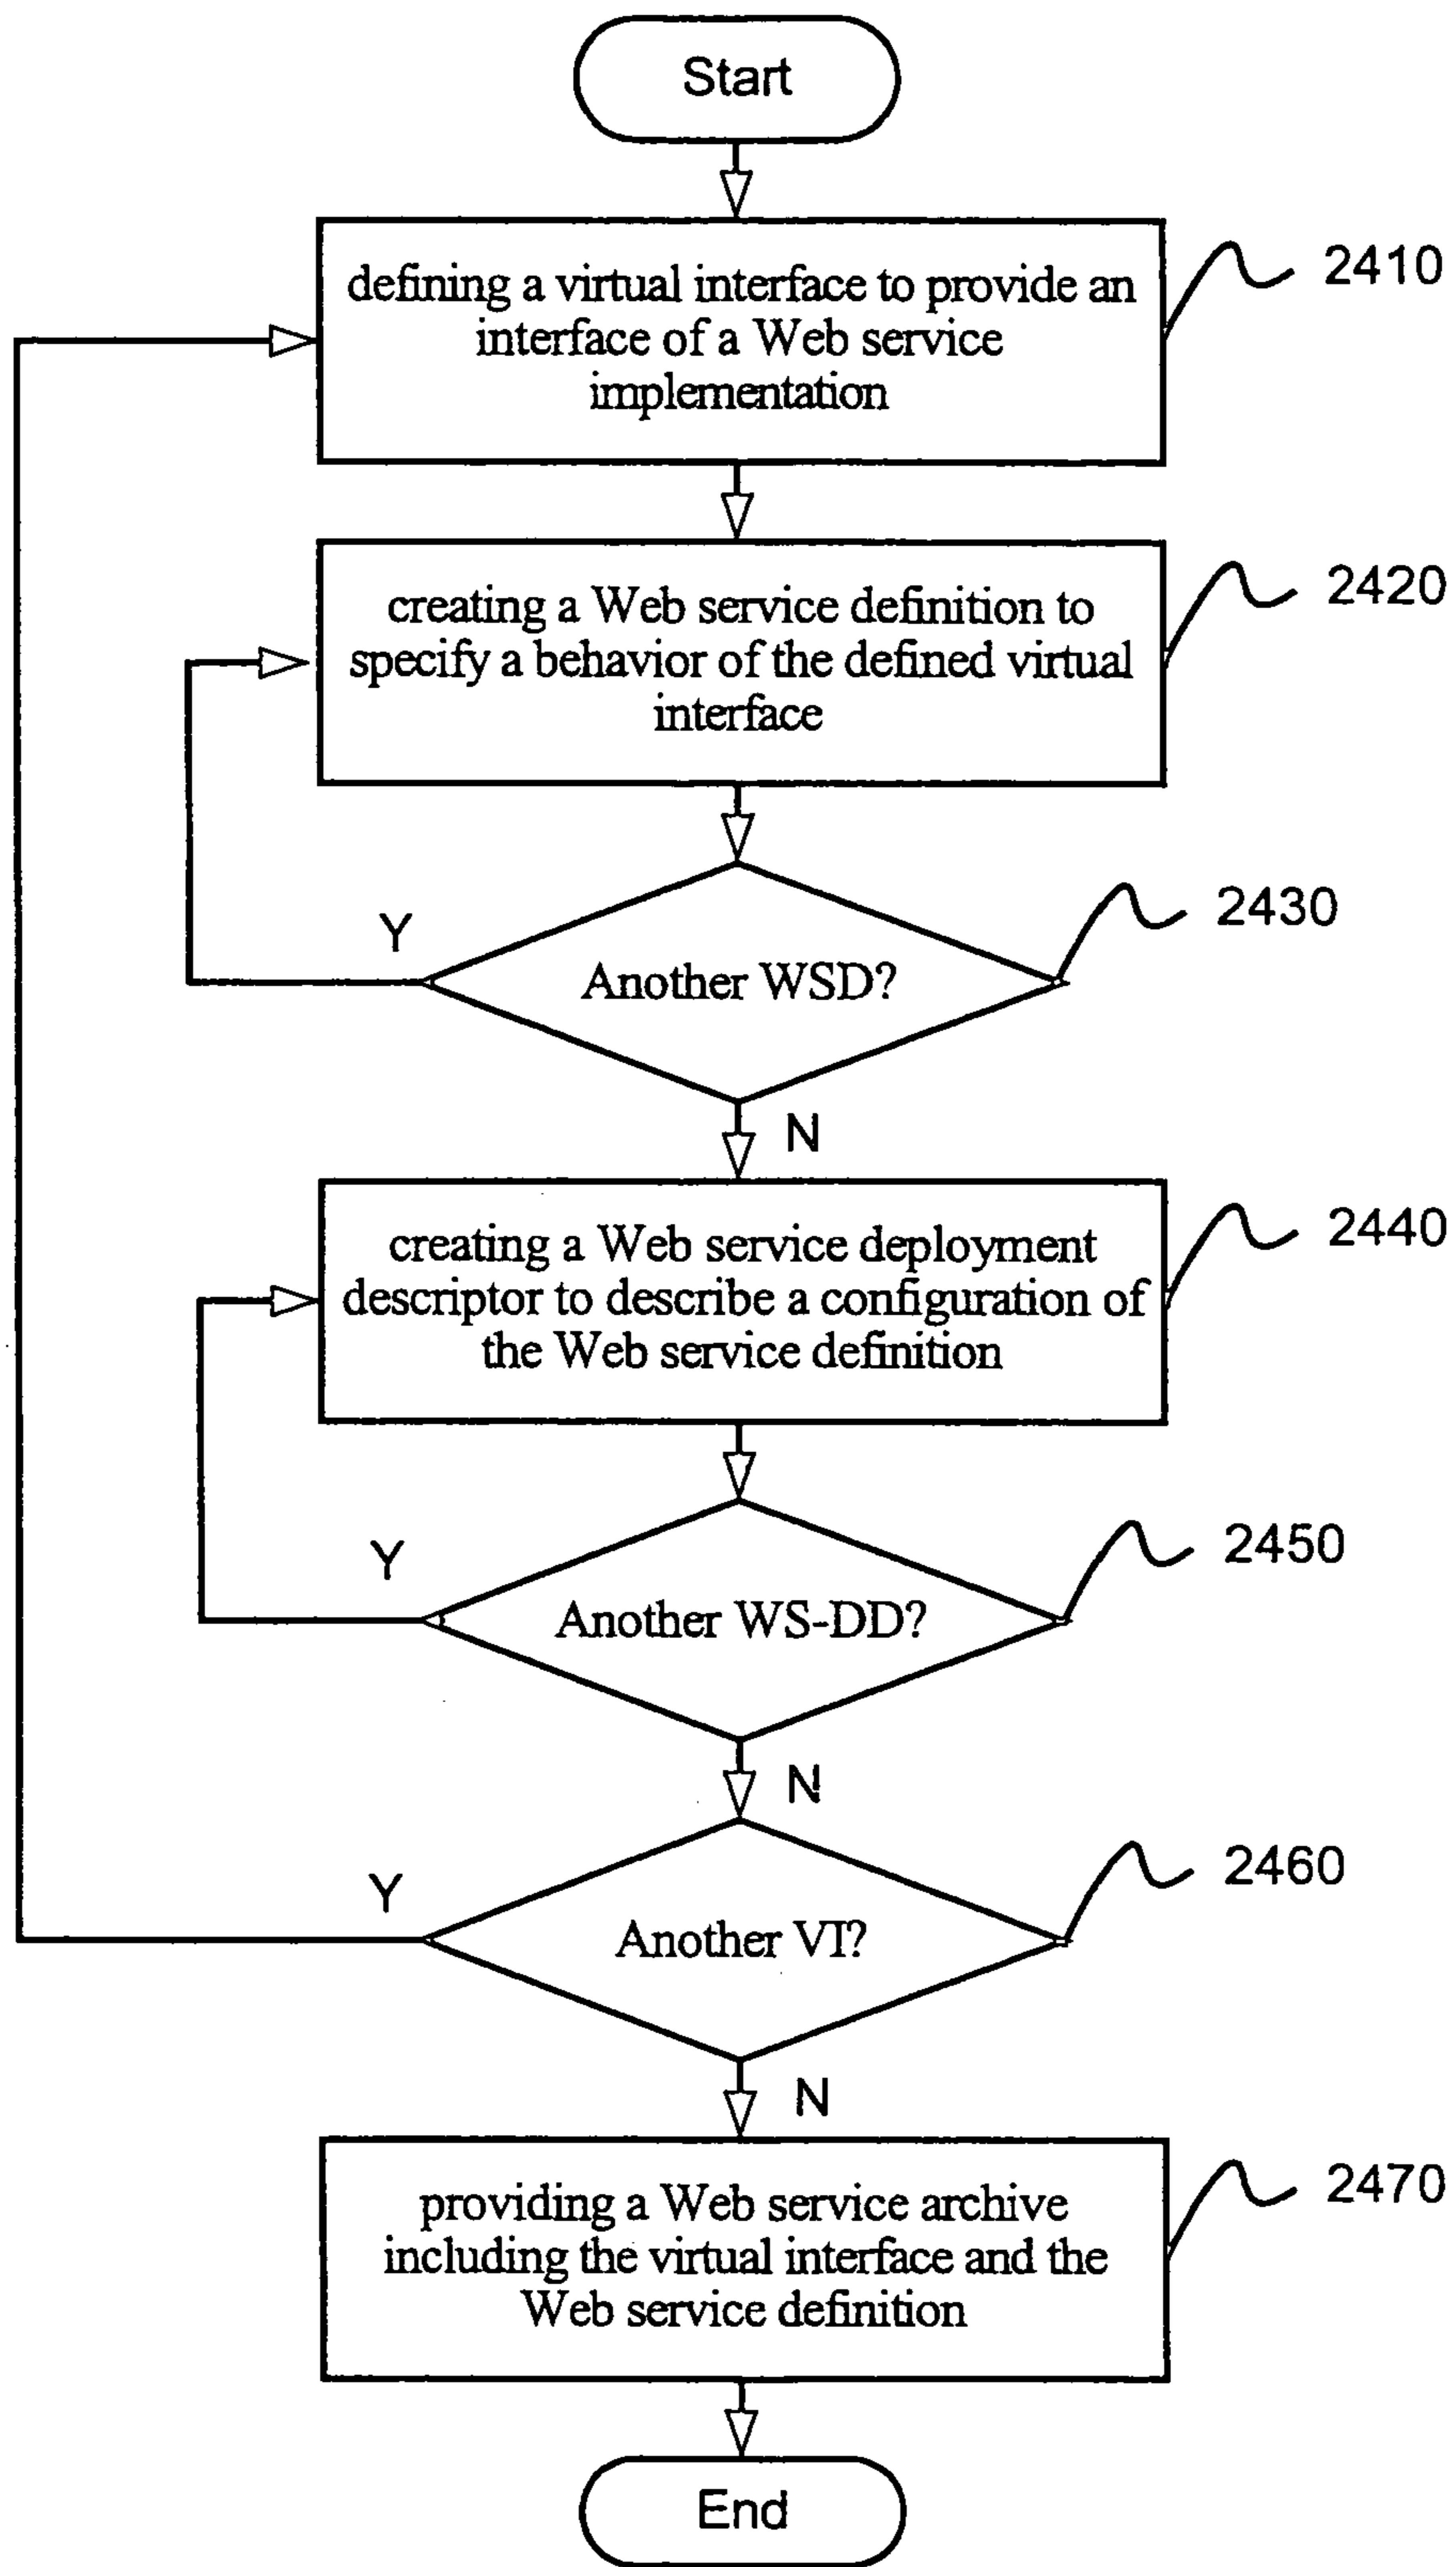 Start
defining a virtual interface to provide an
interface of a Web service
implementation
2410
creating a Web service definition to
specify a behavior of the defined virtual
interface
2420
Y
Another WSD?
2430
N
creating a Web service deployment
descriptor to describe a configuration of
the Web service definition
2440
Y
Another WS-DD?
2450
N
Y
Another VI?
2460
N
providing a Web service archive
including the virtual interface and the
Web service definition
2470
End